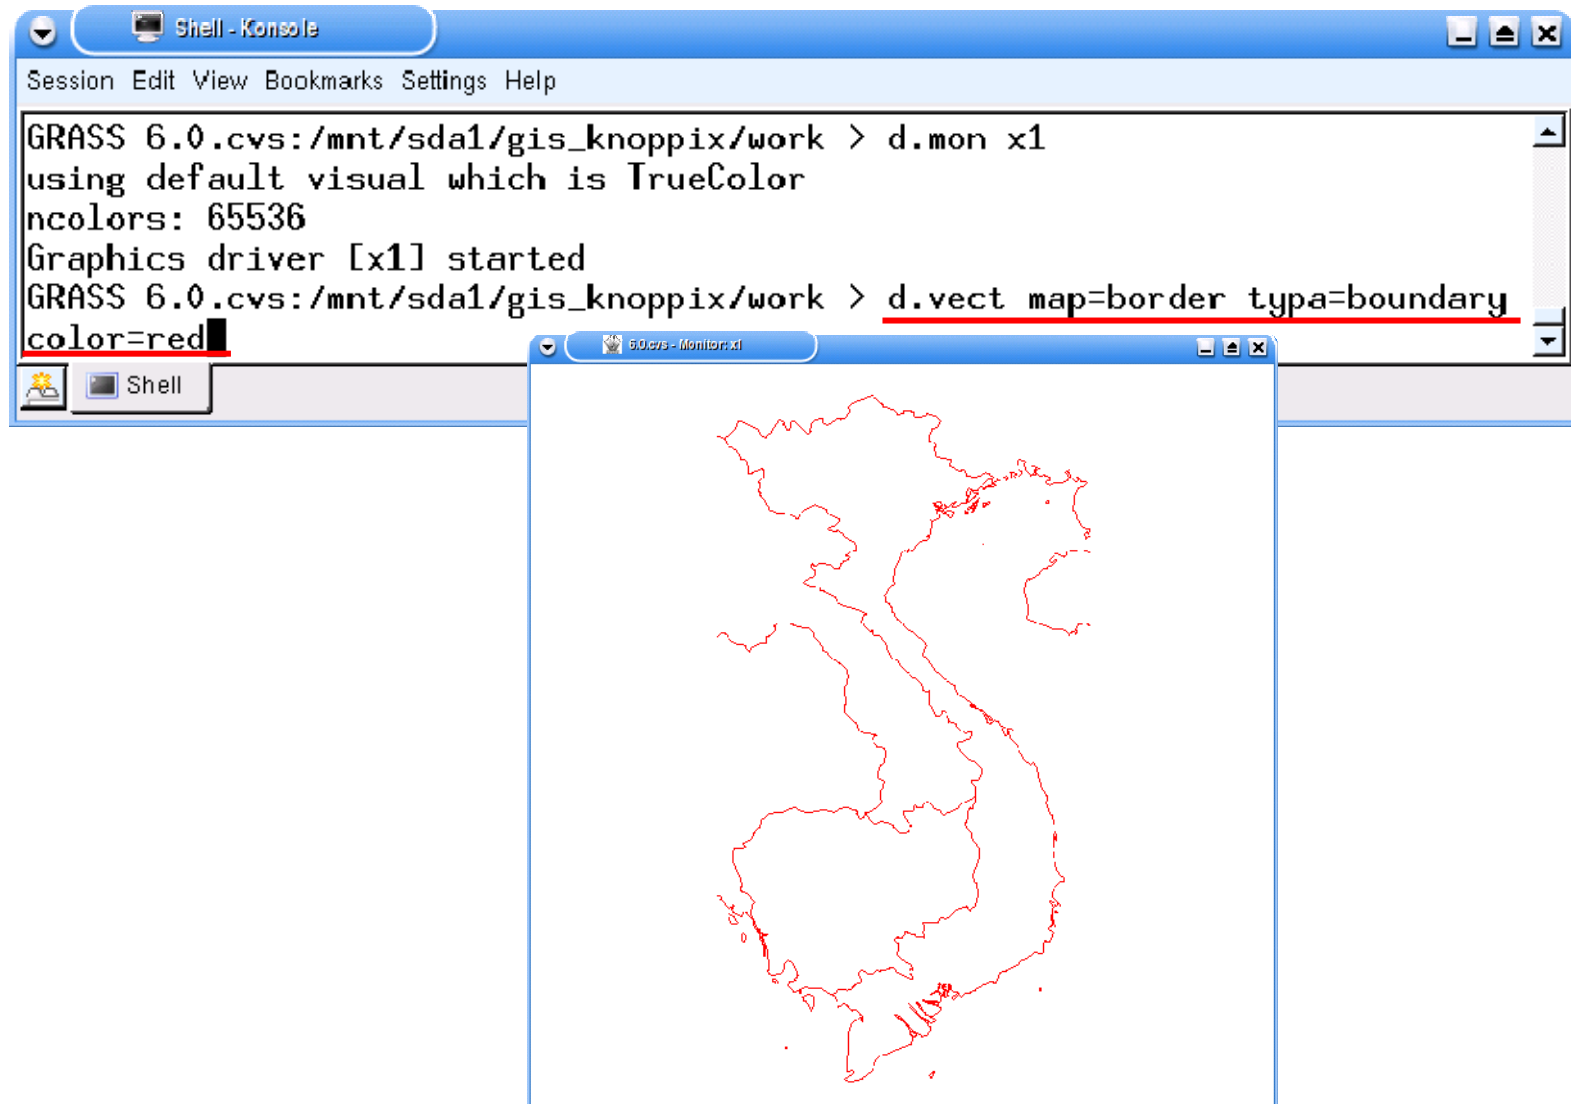 Shell - Konsole
Session Edit View Bookmarks Settings Help
GRASS 6.0.cvs:/mnt/sda1/gis_knoppix/work > d.mon x1
using default visual which is TrueColor
ncolors: 65536
Graphics driver [x1] started
GRASS 6.0.cvs:/mnt/sda1/gis_knoppix/work > d.vect map=border typa=boundary
color=red
Shell
6.0.cvs - Monitor: x1